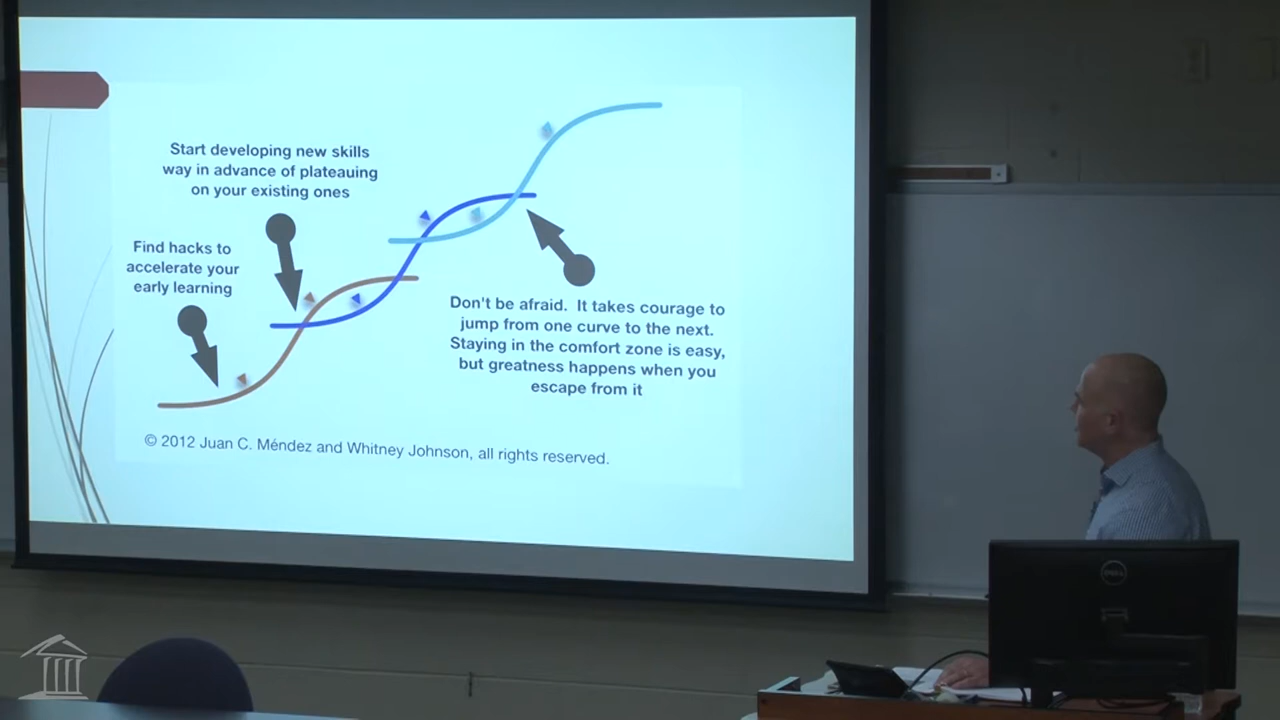 Start developing new skills
way in advance of plateauing
on your existing ones
Find hacks to
accelerate your
early learning
Don't be afraid. It takes courage to
jump from one curve to the next.
Staying in the comfort zone is easy,
but greatness happens when you
escape from it
© 2012 Juan C. Méndez and Whitney Johnson, all rights reserved.
DELL